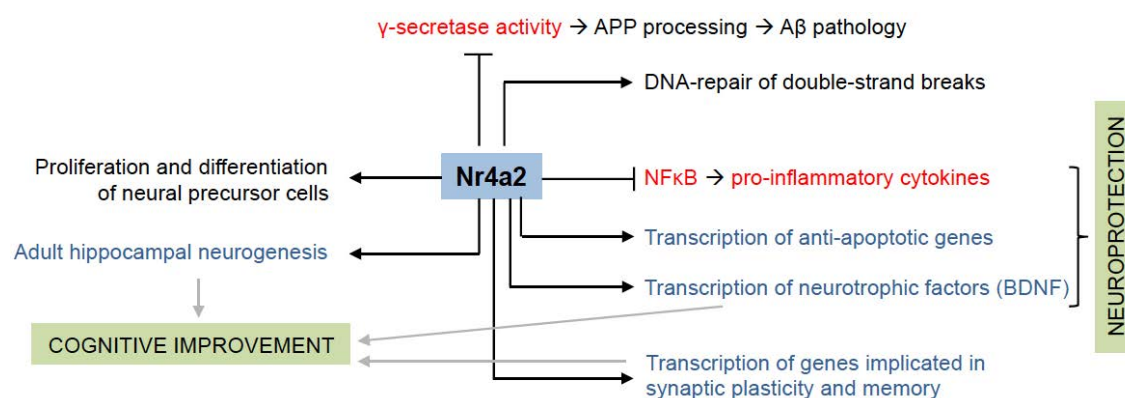 γ-secretase activity → APP processing → Aβ pathology
DNA-repair of double-strand breaks
Proliferation and differentiation
of neural precursor cells
Nr4a2
NFκB → pro-inflammatory cytokines
Adult hippocampal neurogenesis
Transcription of anti-apoptotic genes
Transcription of neurotrophic factors (BDNF)
NEUROPROTECTION
COGNITIVE IMPROVEMENT
Transcription of genes implicated in
synaptic plasticity and memory